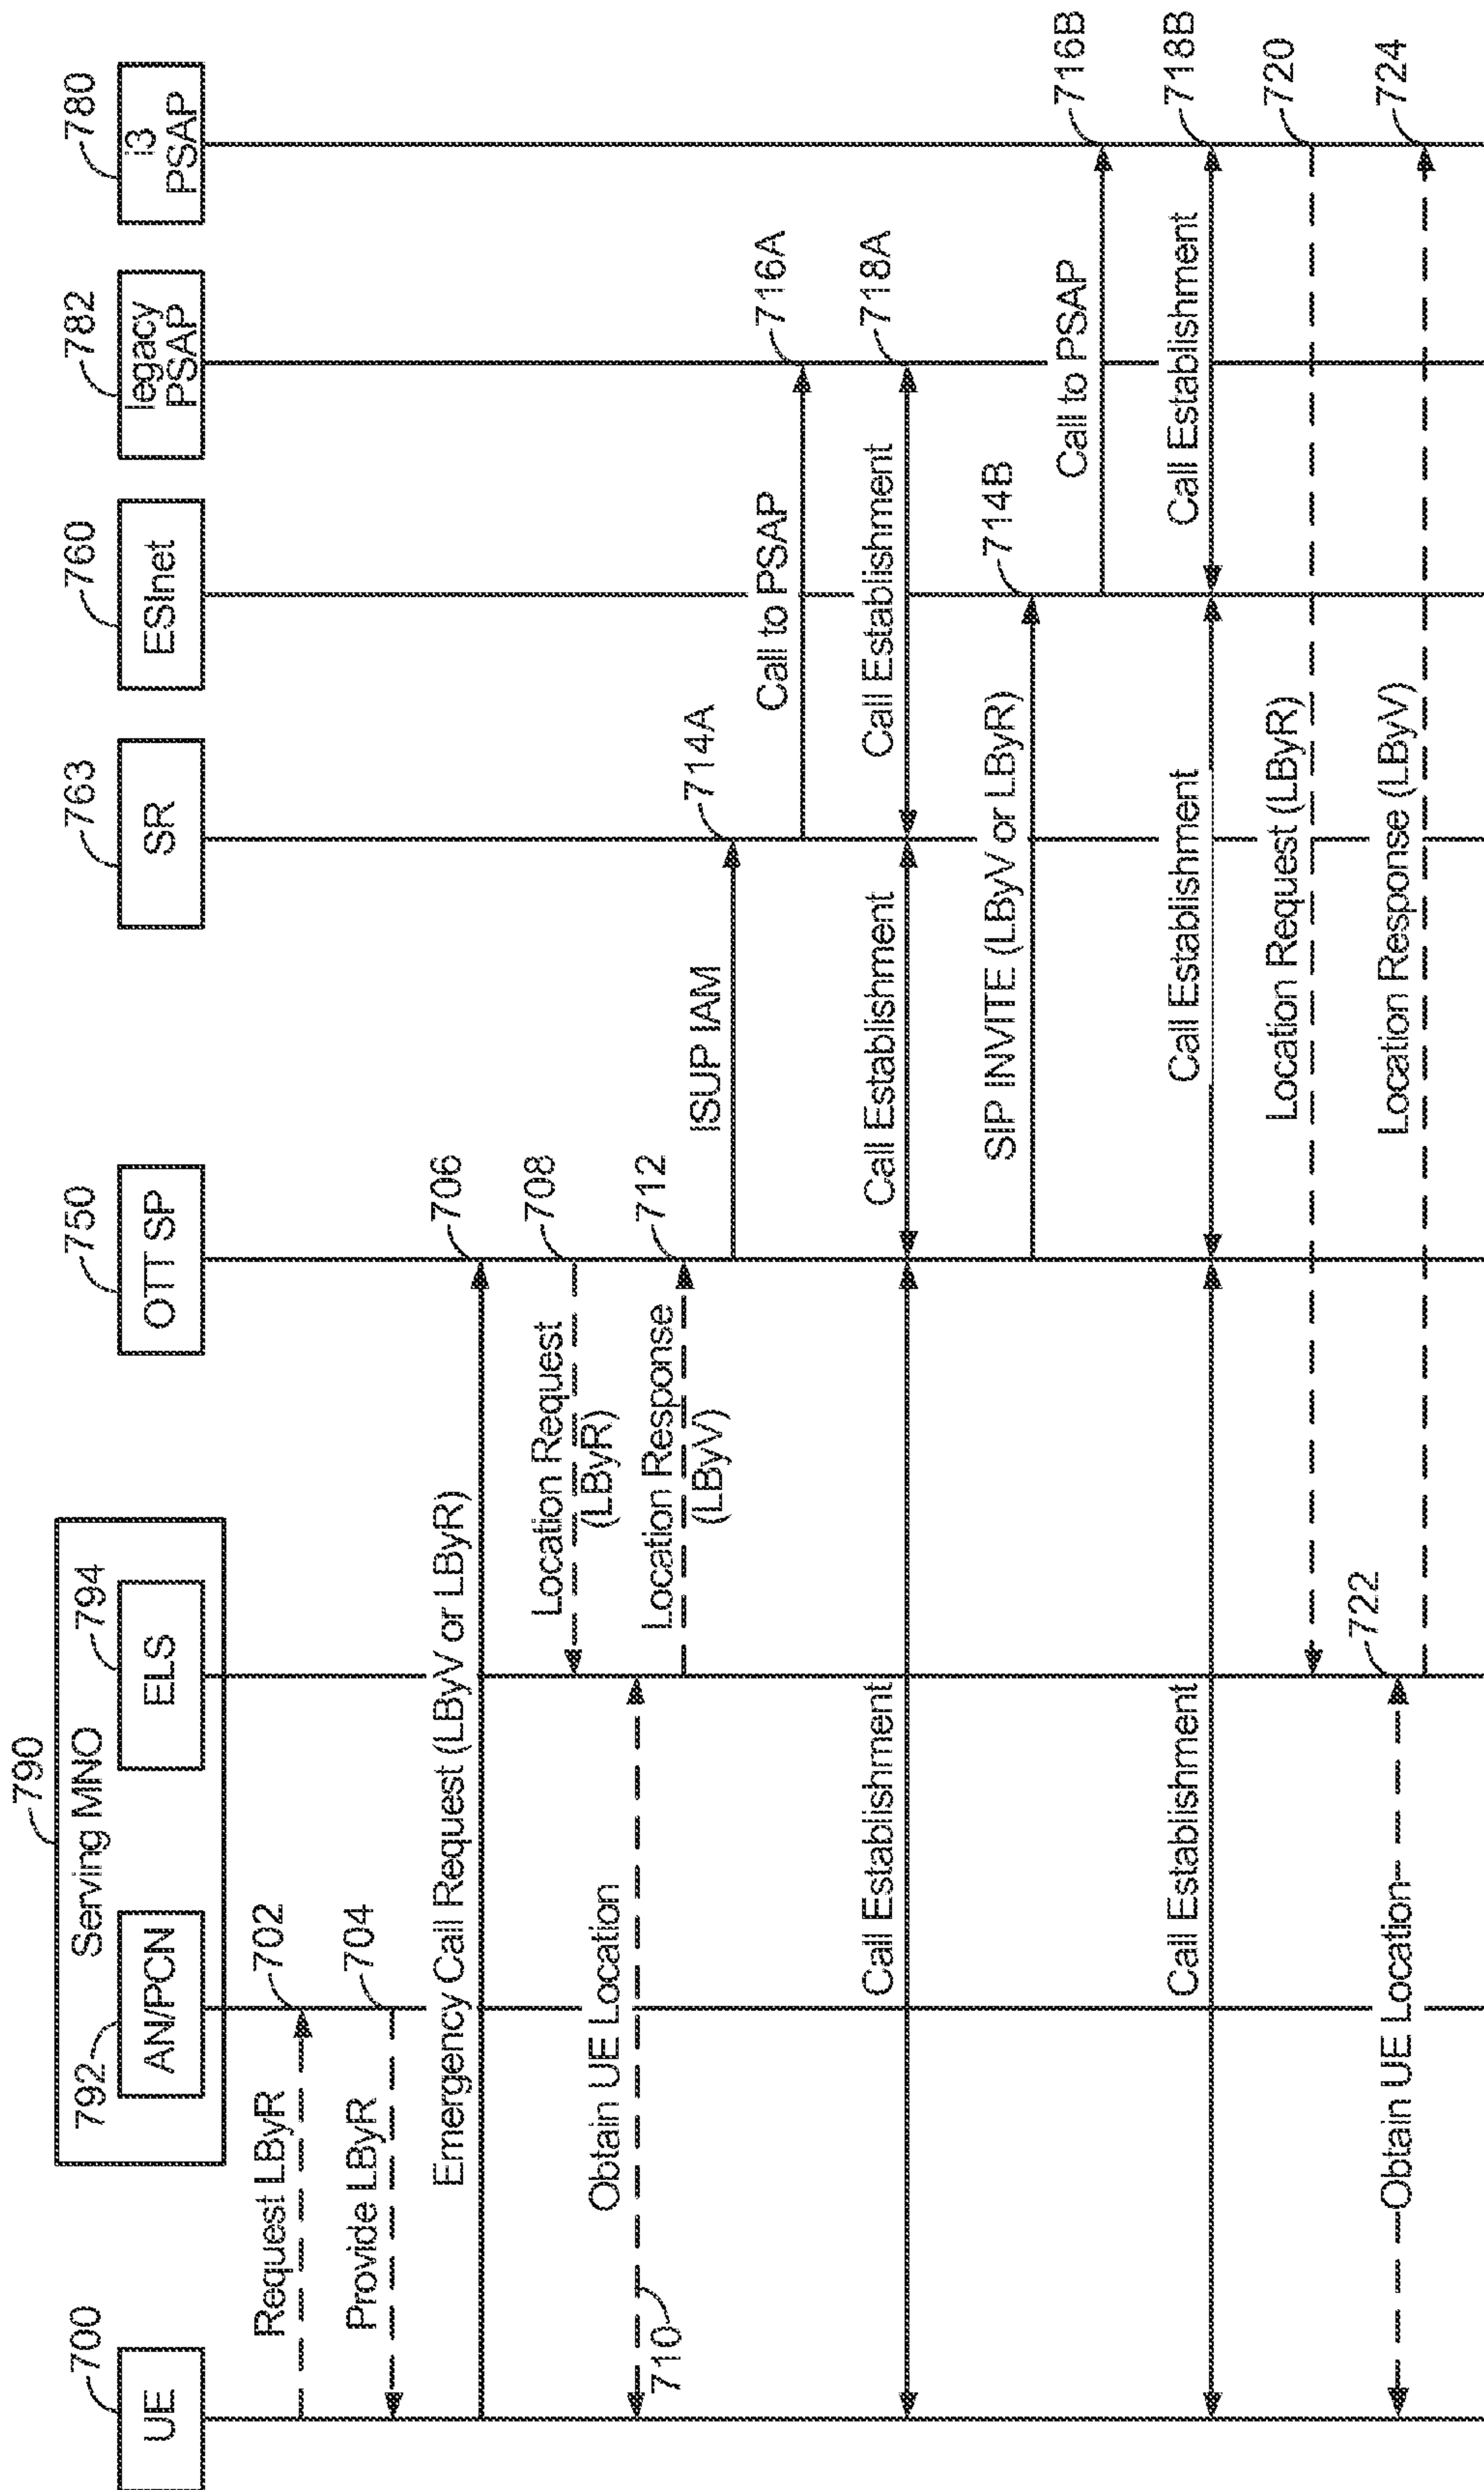 790
Serving MNO
700
UE
792
AN/PCN
794
ELS
750
OTT SP
763
SR
760
ESInet
782
legacy
PSAP
780
i3
PSAP
Request LByR
702
Provide LByR
704
Emergency Call Request (LByV or LByR)
706
Location Request
(LByR)
708
Obtain UE Location
710
Location Response
(LByV)
712
ISUP IAM
714A
Call to PSAP
716A
Call Establishment
Call Establishment
Call Establishment
718A
SIP INVITE (LByV or LByR)
714B
Call to PSAP
716B
Call Establishment
Call Establishment
Call Establishment
718B
Location Request (LByR)
720
Obtain UE Location
722
Location Response (LByV)
724